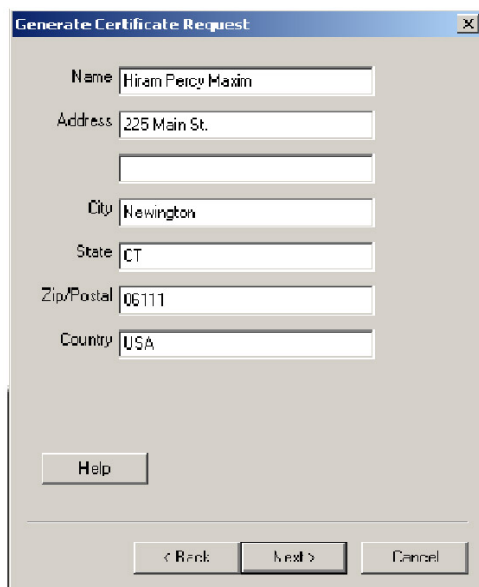 Generate Certificate Request
Name Hiram Percy Maxim
Address 225 Main St.
City Newington
State CT
Zip/Postal 06111
Country USA
Help
< Back Next > Cancel